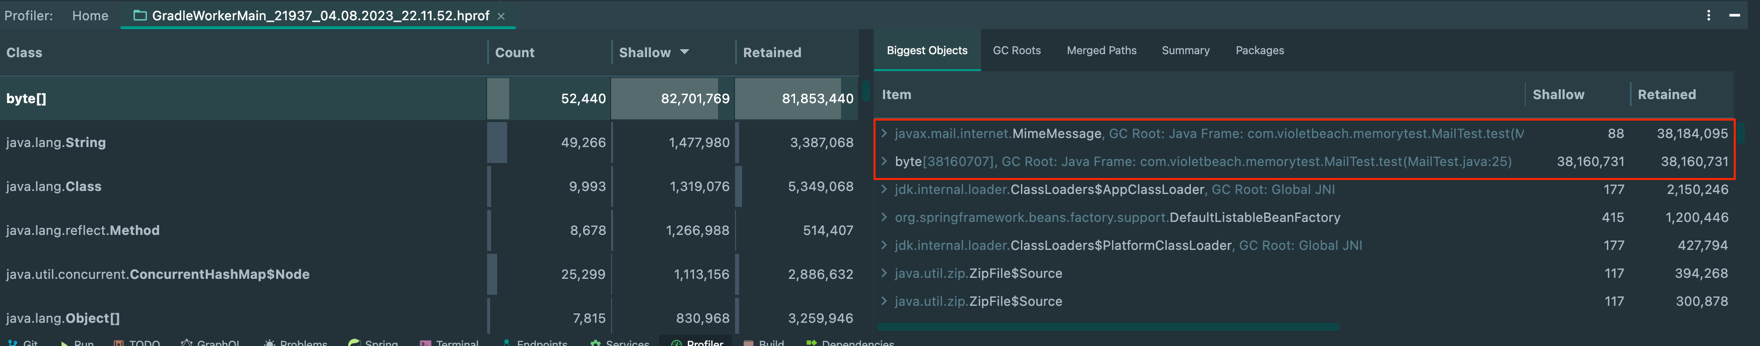 Profiler: Home GradleWorkerMain_21937_04.08.2023_22.11.52.hprof
Class Count Shallow Retained
byte[] 52,440 82,701,769 81,853,440
java.lang.String 49,266 1,477,980 3,387,068
java.lang.Class 9,993 1,319,076 5,349,068
java.lang.reflect.Method 8,678 1,266,988 514,407
java.util.concurrent.ConcurrentHashMap$Node 25,299 1,113,156 2,886,632
java.lang.Object[] 7,815 830,968 3,259,946
Biggest Objects GC Roots Merged Paths Summary Packages
Item Shallow Retained
javax.mail.internet.MimeMessage, GC Root: Java Frame: com.violetbeach.memorytest.MailTest.test(M 88 38,184,095
byte[38160707], GC Root: Java Frame: com.violetbeach.memorytest.MailTest.test(MailTest.java:25) 38,160,731 38,160,731
jdk.internal.loader.ClassLoaders$AppClassLoader, GC Root: Global JNI 177 2,150,246
org.springframework.beans.factory.support.DefaultListableBeanFactory 415 1,200,446
jdk.internal.loader.ClassLoaders$PlatformClassLoader, GC Root: Global JNI 177 427,794
java.util.zip.ZipFile$Source 117 394,268
java.util.zip.ZipFile$Source 117 300,878
Git Run TODO GraphQL Problems Spring Terminal Endpoints Services Profiler Build Dependencies